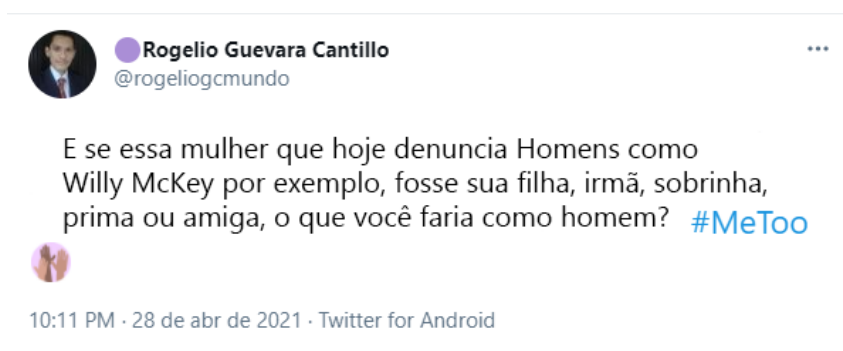 Rogelio Guevara Cantillo
@rogeliogcmundo
E se essa mulher que hoje denuncia Homens como
Willy McKey por exemplo, fosse sua filha, irmã, sobrinha,
prima ou amiga, o que você faria como homem? #MeToo
10:11 PM · 28 de abr de 2021 · Twitter for Android